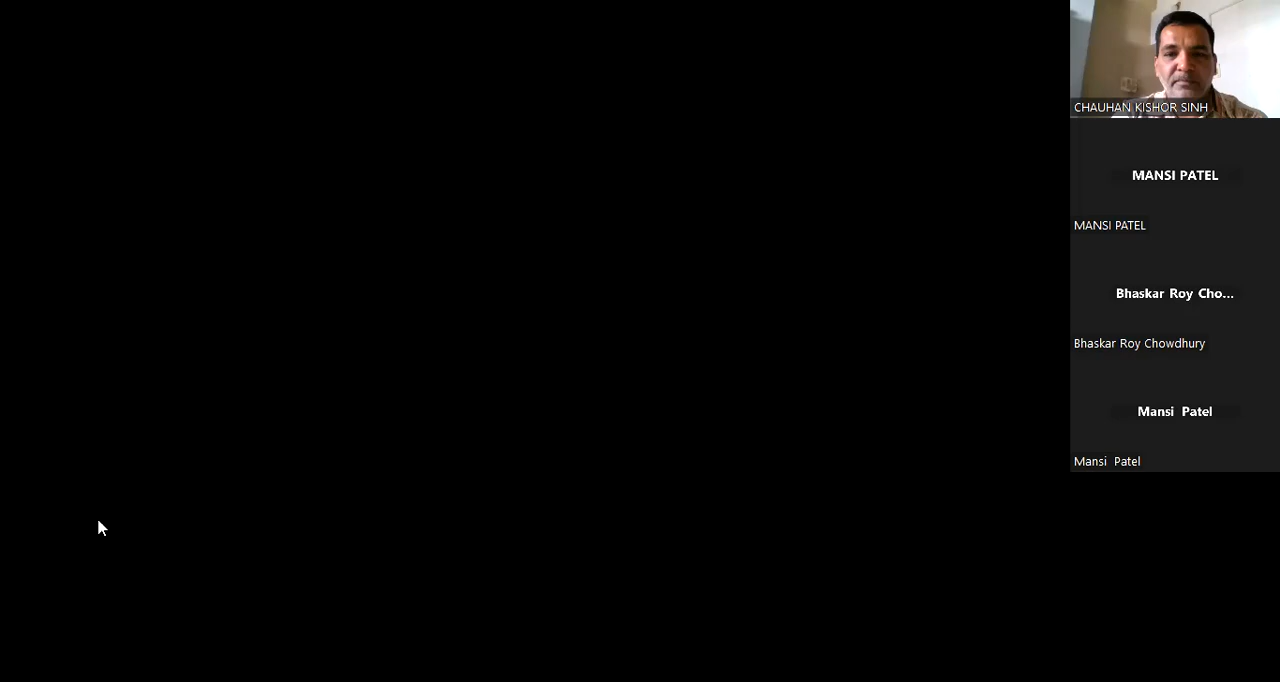 CHAUHAN KISHOR SINH
MANSI PATEL
MANSI PATEL
Bhaskar Roy Cho...
Bhaskar Roy Chowdhury
Mansi Patel
Mansi Patel